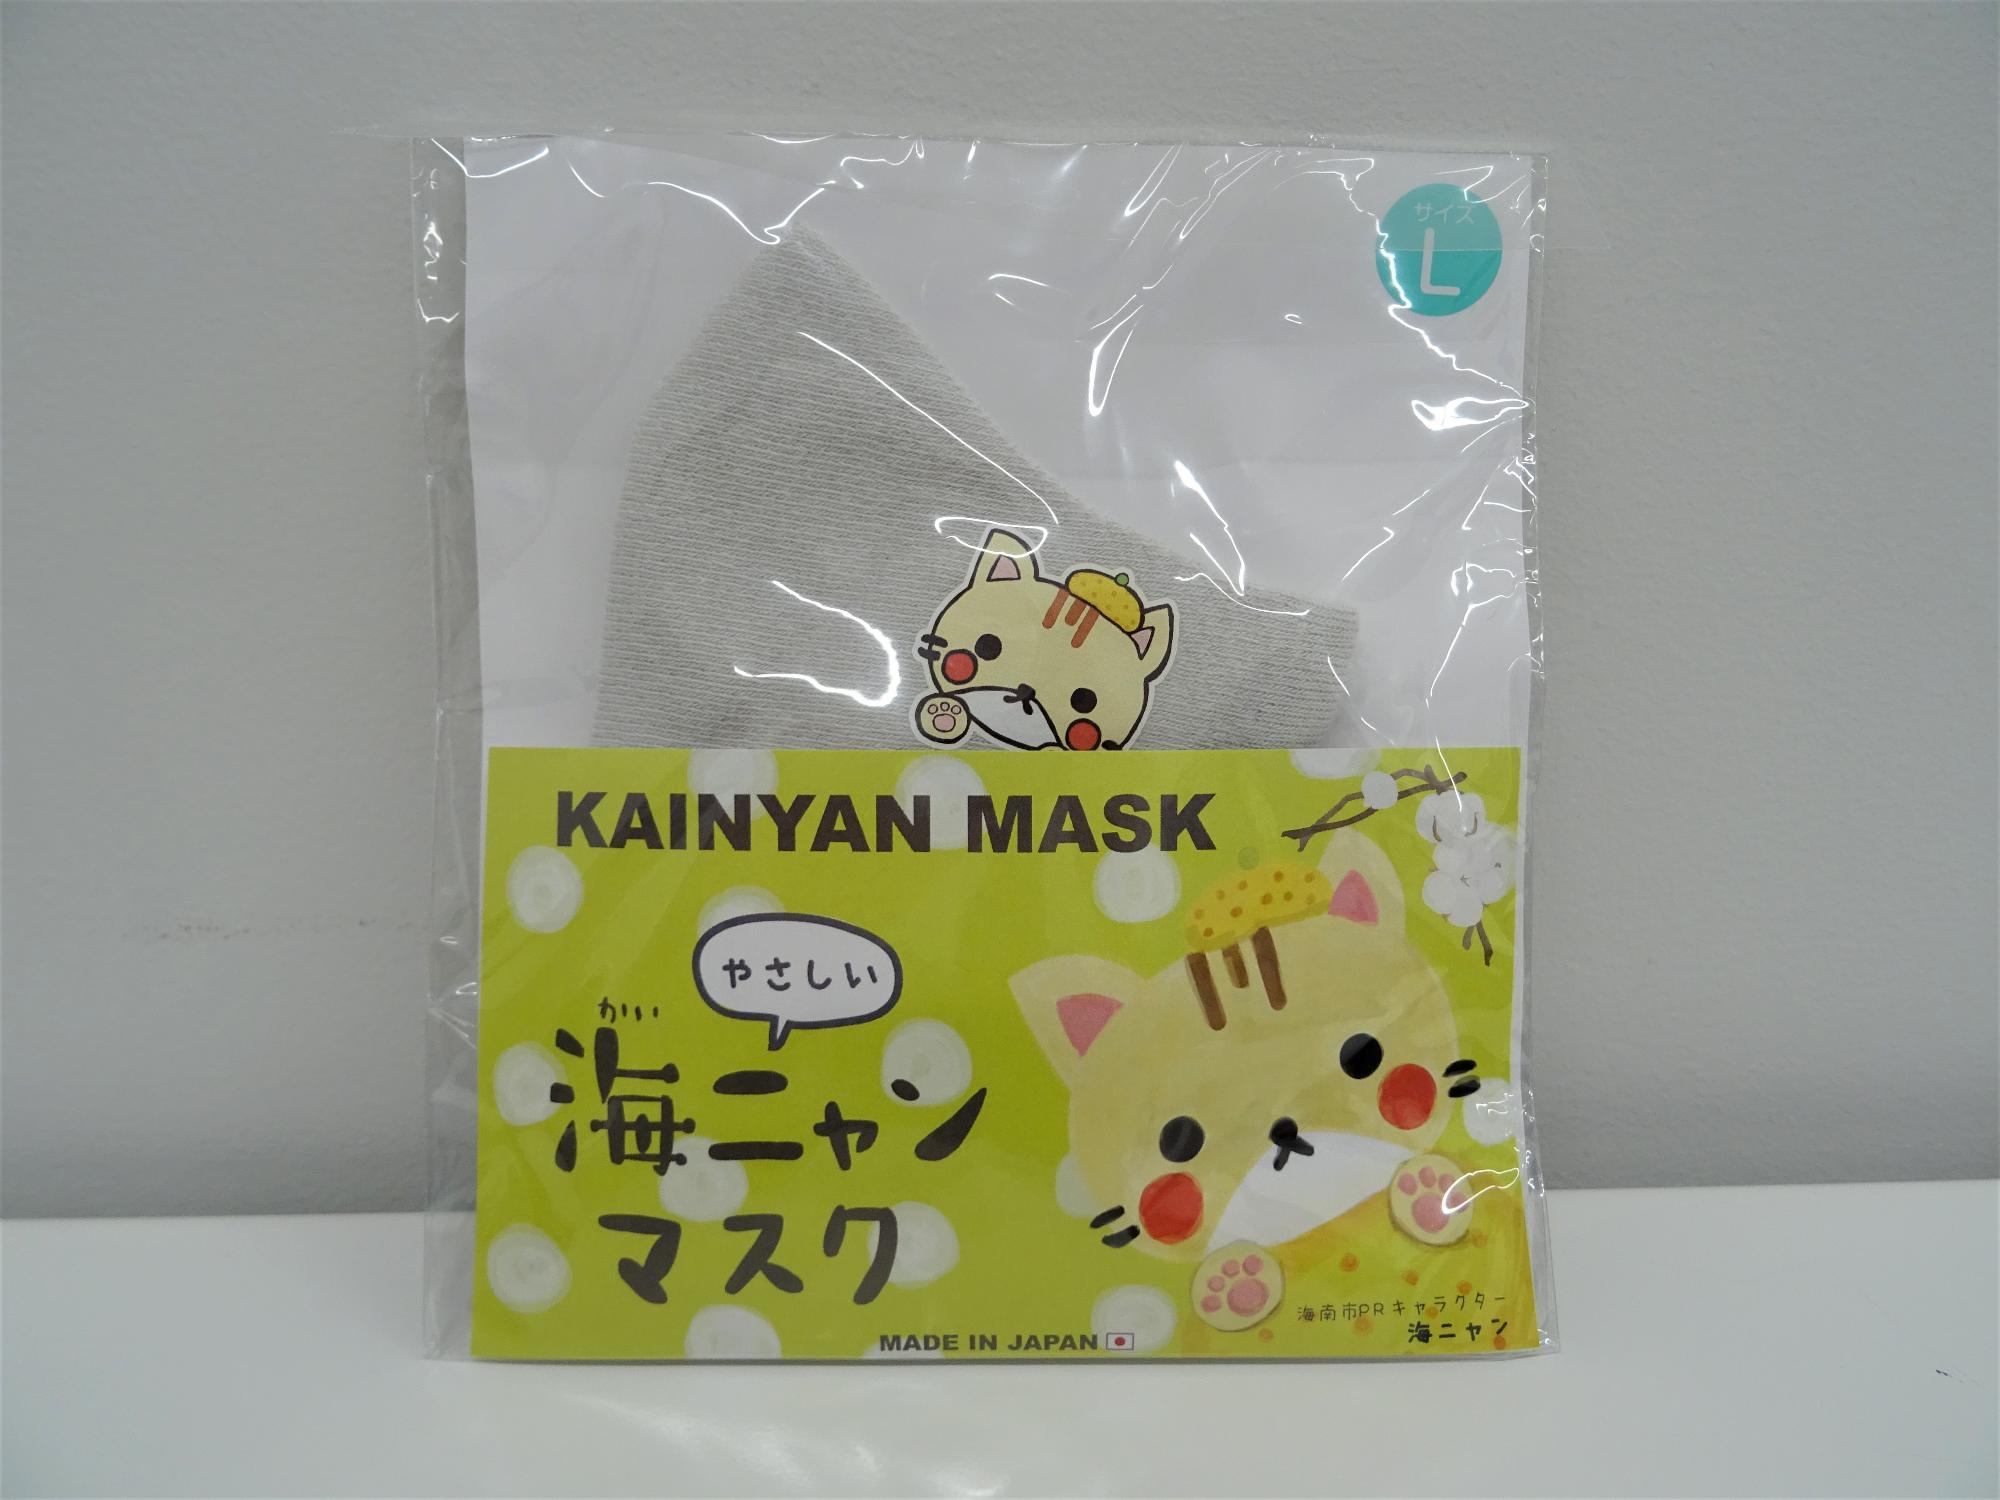 サイズ
L
KAINYAN MASK
やさしい
かい
海ニャン
マスク
海南市PRキャラクター
海ニャン
MADE IN JAPAN